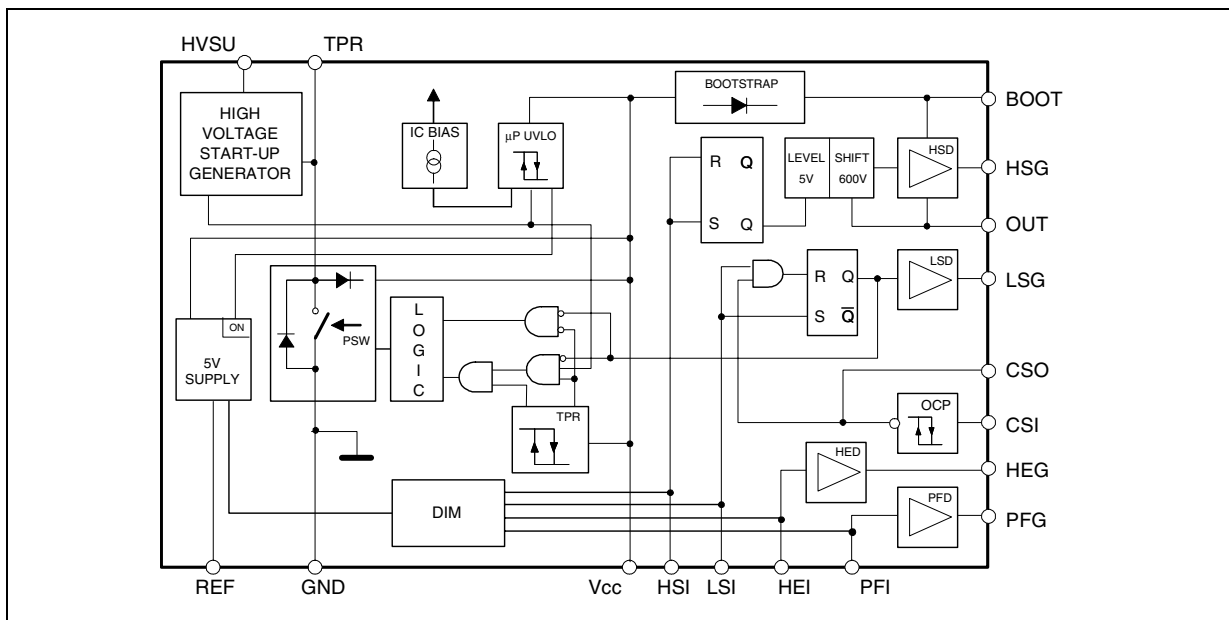 HVSU TPR
HIGH
VOLTAGE
START-UP
GENERATOR
IC BIAS
µP UVLO
BOOTSTRAP
BOOT
R Q
S Q
LEVEL SHIFT
5V 600V
HSD
HSG
OUT
5V
SUPPLY
ON
PSW
LOGIC
R Q
S Q̅
LSD
LSG
TPR
CSO
OCP
CSI
HED
HEG
DIM
PFD
PFG
REF GND Vcc HSI LSI HEI PFI